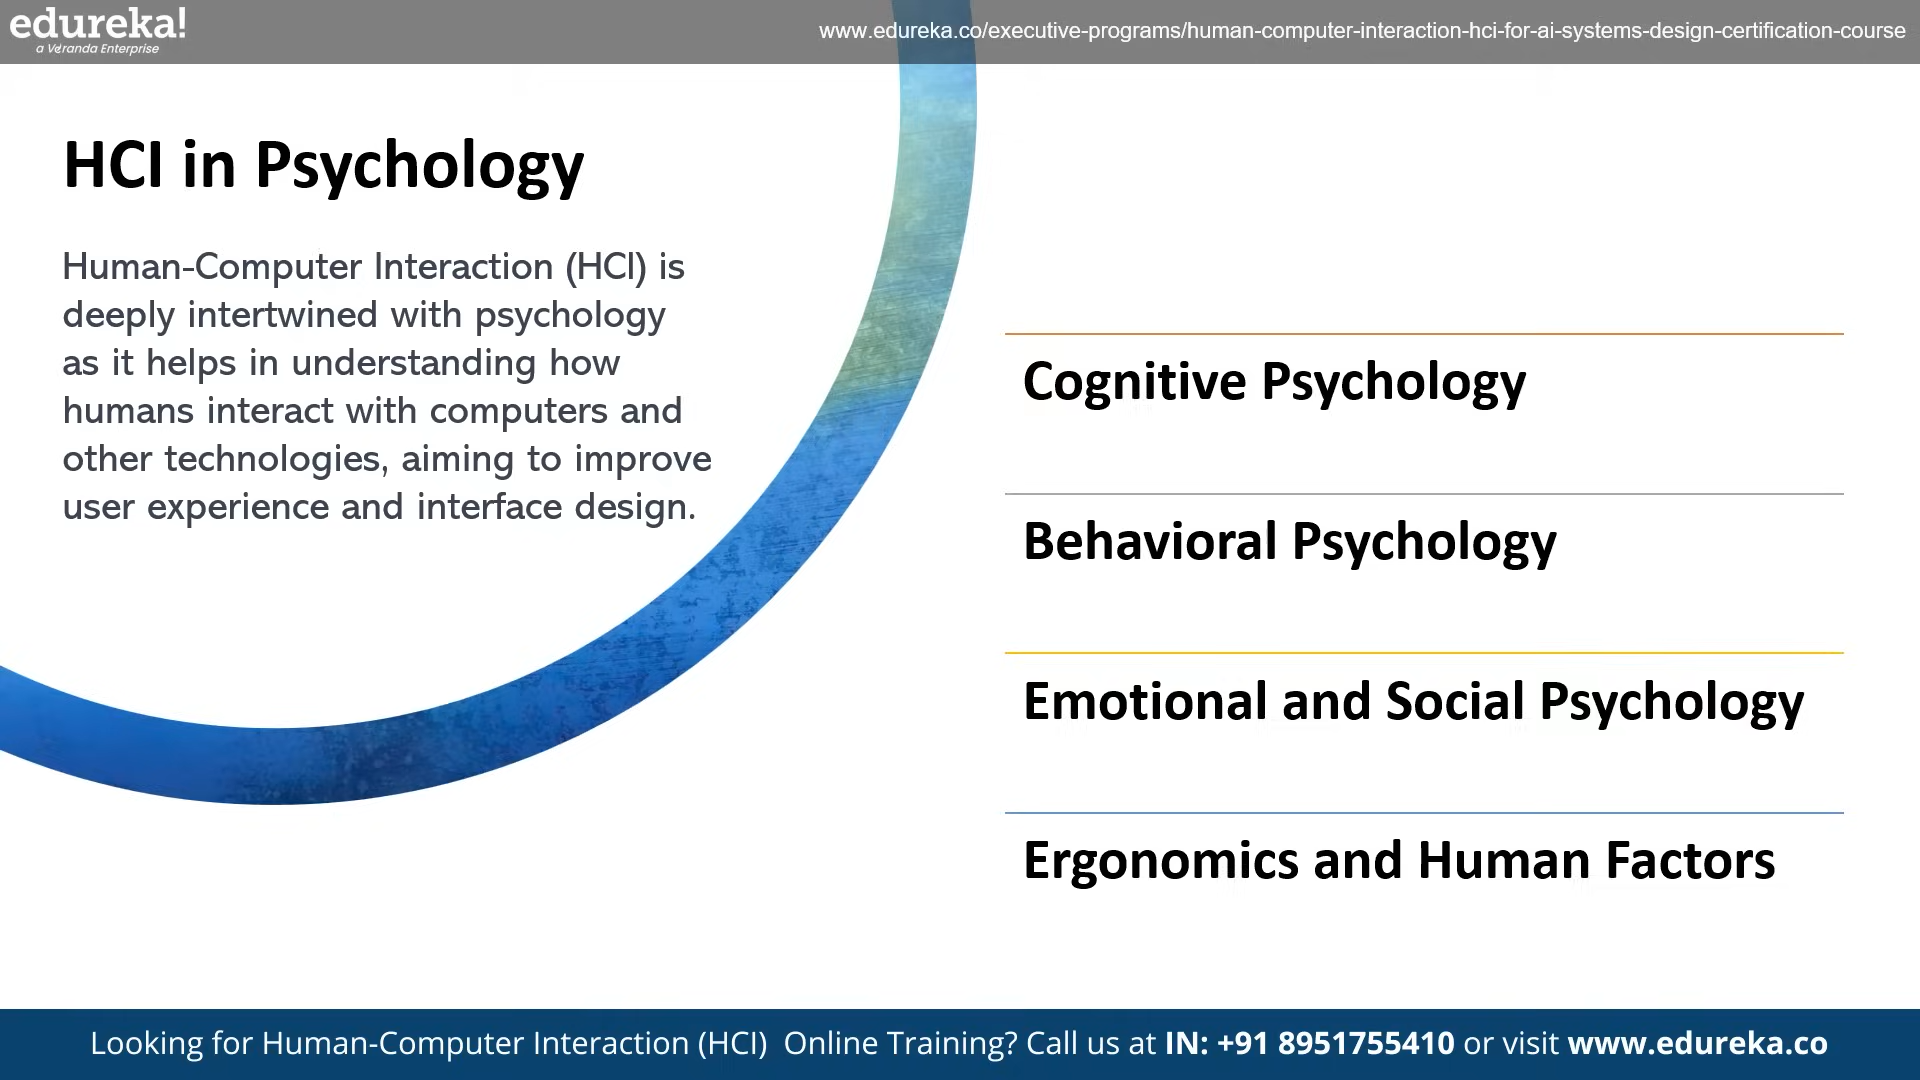 edureka!
a Veranda Enterprise
www.edureka.co/executive-programs/human-computer-interaction-hci-for-ai-systems-design-certification-course
HCI in Psychology
Human-Computer Interaction (HCI) is
deeply intertwined with psychology
as it helps in understanding how
humans interact with computers and
other technologies, aiming to improve
user experience and interface design.
Cognitive Psychology
Behavioral Psychology
Emotional and Social Psychology
Ergonomics and Human Factors
Looking for Human-Computer Interaction (HCI) Online Training? Call us at IN: +91 8951755410 or visit www.edureka.co